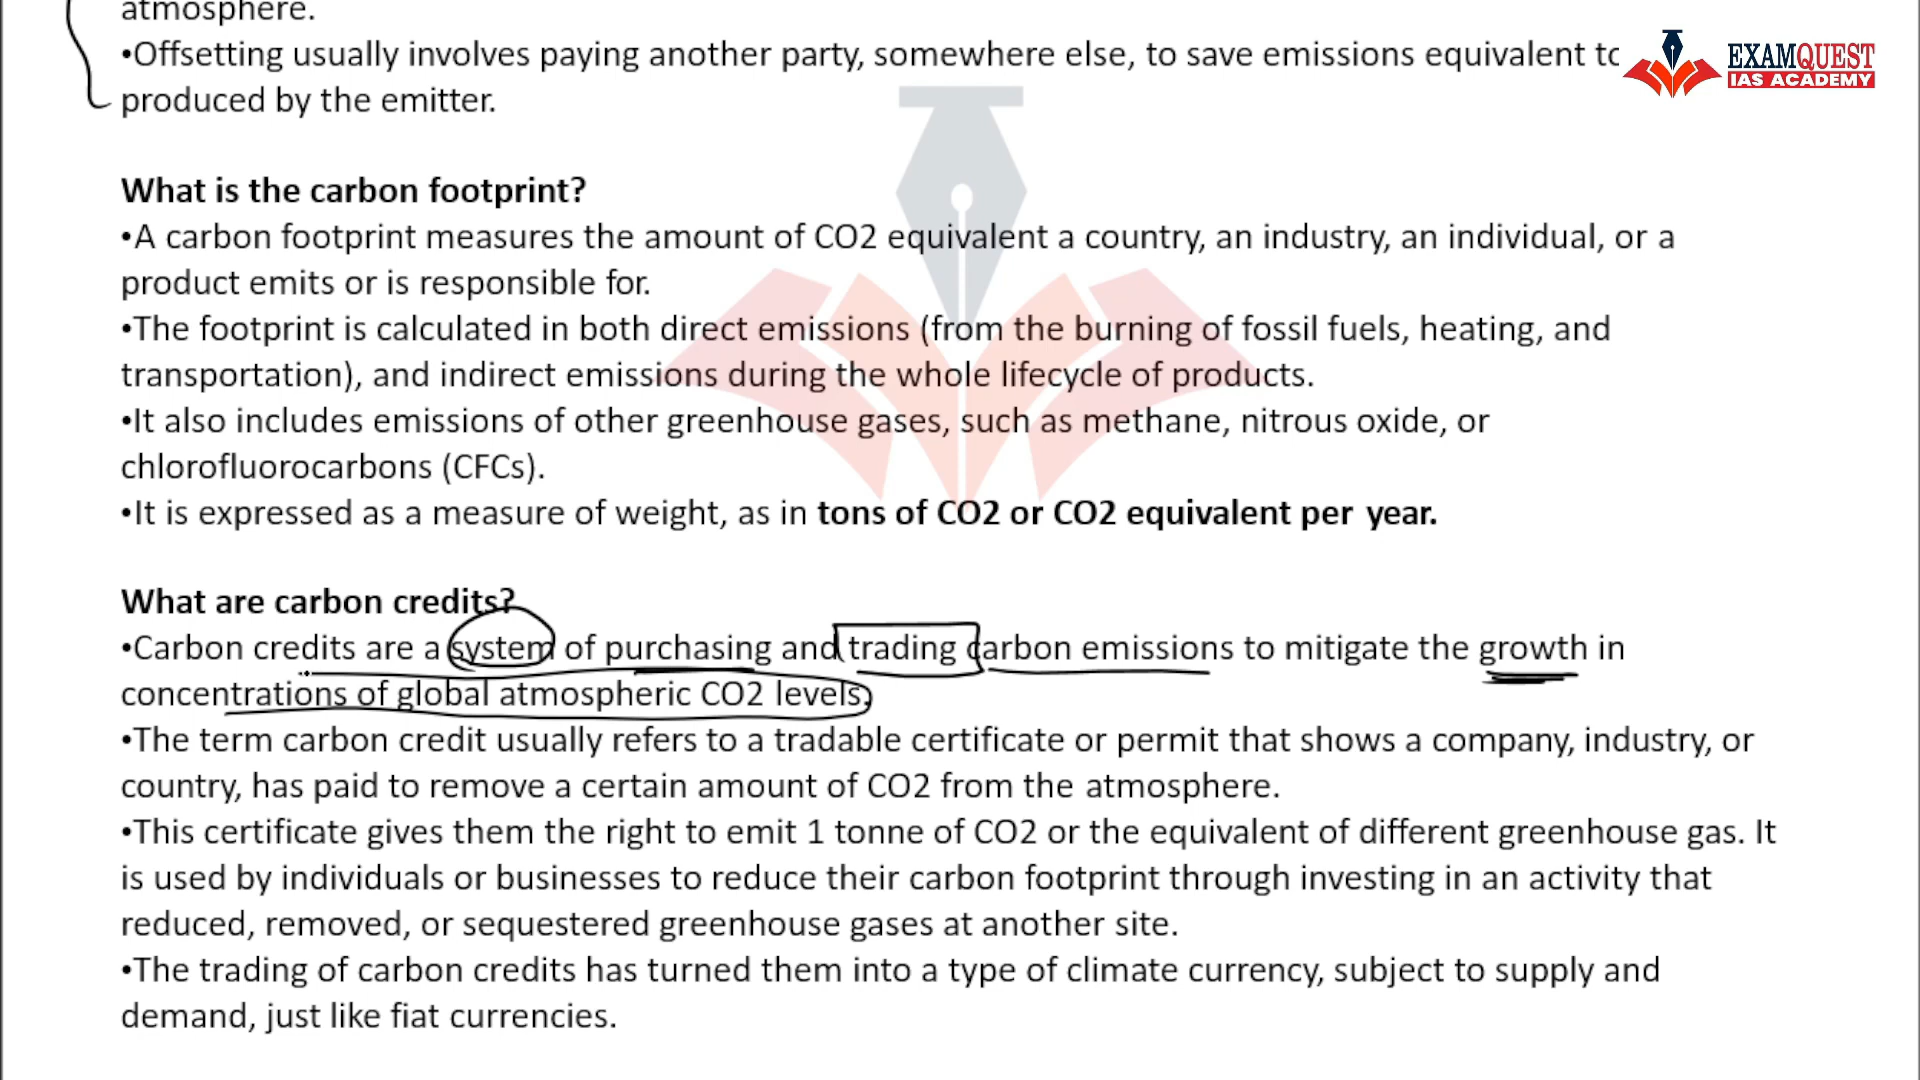 atmosphere.
•Offsetting usually involves paying another party, somewhere else, to save emissions equivalent to
EXAMQUEST
IAS ACADEMY
produced by the emitter.
What is the carbon footprint?
•A carbon footprint measures the amount of CO2 equivalent a country, an industry, an individual, or a
product emits or is responsible for.
•The footprint is calculated in both direct emissions (from the burning of fossil fuels, heating, and
transportation), and indirect emissions during the whole lifecycle of products.
•It also includes emissions of other greenhouse gases, such as methane, nitrous oxide, or
chlorofluorocarbons (CFCs).
•It is expressed as a measure of weight, as in tons of CO2 or CO2 equivalent per year.
What are carbon credits?
•Carbon credits are a system of purchasing and trading carbon emissions to mitigate the growth in
concentrations of global atmospheric CO2 levels.
•The term carbon credit usually refers to a tradable certificate or permit that shows a company, industry, or
country, has paid to remove a certain amount of CO2 from the atmosphere.
•This certificate gives them the right to emit 1 tonne of CO2 or the equivalent of different greenhouse gas. It
is used by individuals or businesses to reduce their carbon footprint through investing in an activity that
reduced, removed, or sequestered greenhouse gases at another site.
•The trading of carbon credits has turned them into a type of climate currency, subject to supply and
demand, just like fiat currencies.